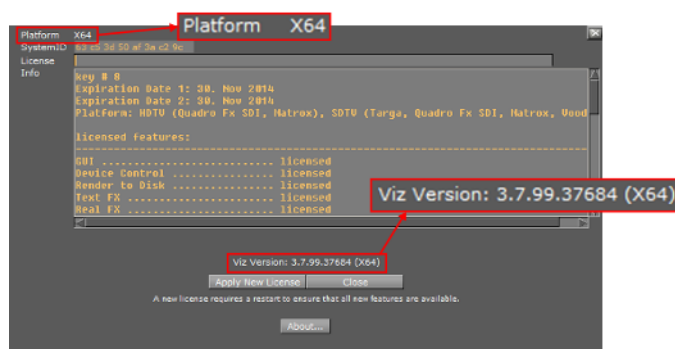 Platform X64
Platform X64
SystemID
License
Info
key # 8
Expiration Date 1: 30. Nov 2014
Expiration Date 2: 30. Nov 2014
Platform: HDTV (Quadro Fx SDI, Matrox), SDTV (Targa, Quadro Fx SDI, Matrox, Vood
licensed features:
GUI ........................... licensed
Device Control ................ licensed
Render to Disk ................ licensed
Text FX ....................... licensed
Real FX ....................... licensed
Viz Version: 3.7.99.37684 (X64)
Viz Version: 3.7.99.37684 (X64)
Apply New License Close
A new license requires a restart to ensure that all new features are available.
About...